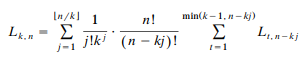 L_{k,n} = \sum_{j=1}^{\lfloor n/k \rfloor} \frac{1}{j!k^j} \cdot \frac{n!}{(n-kj)!} \sum_{t=1}^{\min(k-1,n-kj)} L_{t,n-kj}